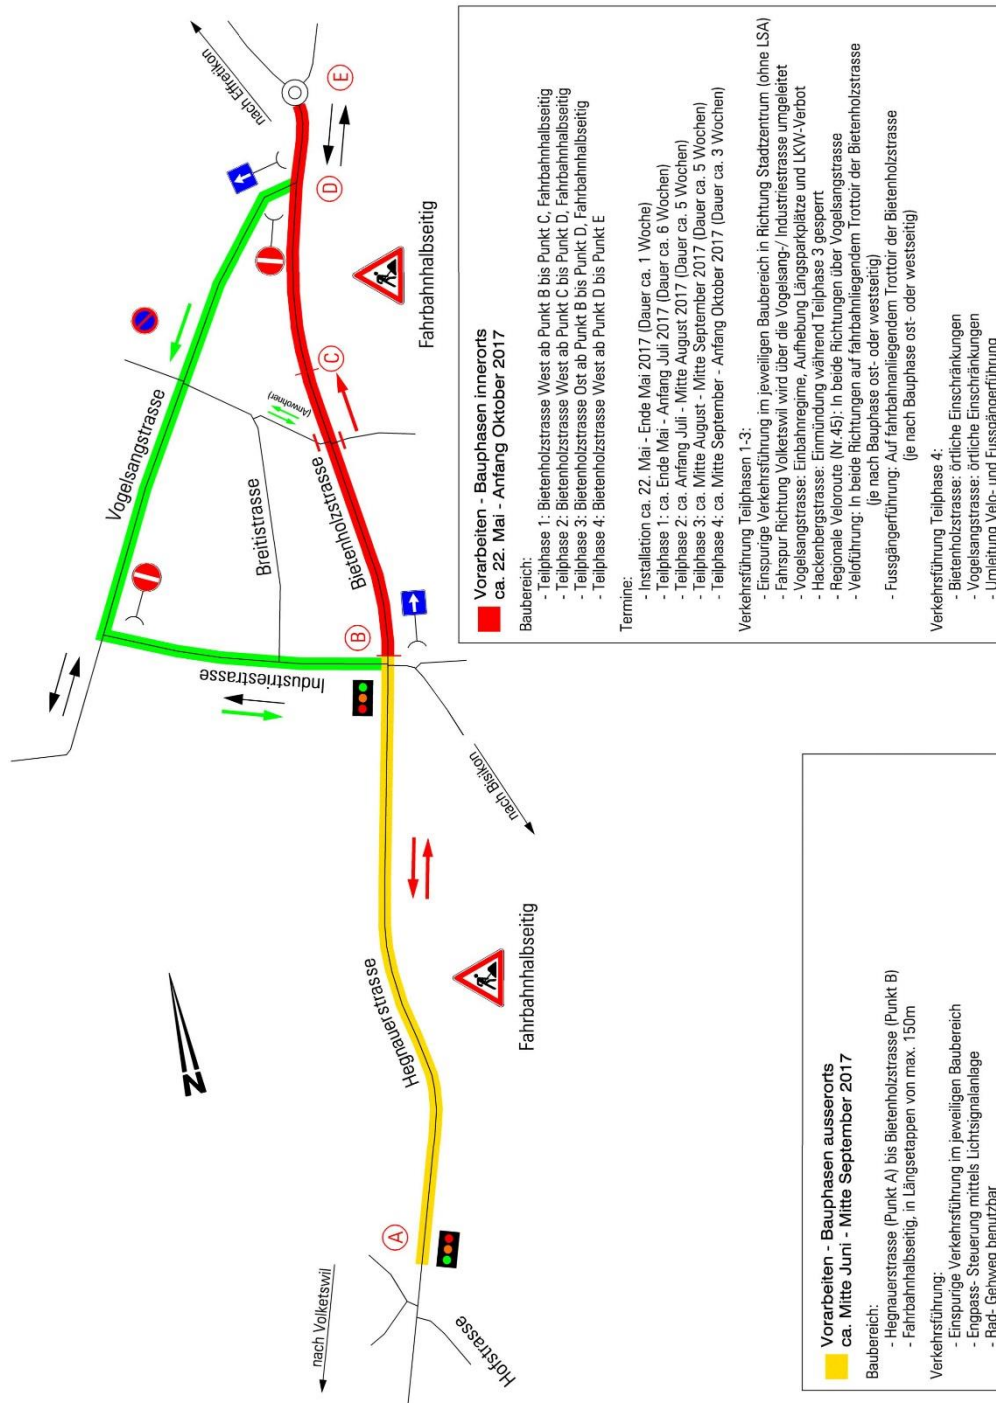 nach Volketswil
Hofstrasse
A
Hegnauerstrasse
Fahrbahnhalbseitig
N
nach Bisikon
Industriestrasse
B
Vogelsangstrasse
Breitistrasse
Bietenholzstrasse
(Anwohner)
C
Fahrbahnhalbseitig
D
E
nach Effretikon
Vorarbeiten - Bauphasen ausserorts
ca. Mitte Juni - Mitte September 2017
Baubereich:
- Hegnauerstrasse (Punkt A) bis Bietenholzstrasse (Punkt B)
- Fahrbahnhalbseitig, in Längsetappen von max. 150m
Verkehrsführung:
- Einspurige Verkehrsführung im jeweiligen Baubereich
- Engpass- Steuerung mittels Lichtsignalanlage
- Rad- Gehweg benutzbar
Vorarbeiten - Bauphasen innerorts
ca. 22. Mai - Anfang Oktober 2017
Baubereich:
- Teilphase 1: Bietenholzstrasse West ab Punkt B bis Punkt C, Fahrbahnhalbseitig
- Teilphase 2: Bietenholzstrasse West ab Punkt C bis Punkt D, Fahrbahnhalbseitig
- Teilphase 3: Bietenholzstrasse Ost ab Punkt B bis Punkt D, Fahrbahnhalbseitig
- Teilphase 4: Bietenholzstrasse West ab Punkt D bis Punkt E
Termine:
- Installation ca. 22. Mai - Ende Mai 2017 (Dauer ca. 1 Woche)
- Teilphase 1: ca. Ende Mai - Anfang Juli 2017 (Dauer ca. 6 Wochen)
- Teilphase 2: ca. Anfang Juli - Mitte August 2017 (Dauer ca. 5 Wochen)
- Teilphase 3: ca. Mitte August - Mitte September 2017 (Dauer ca. 5 Wochen)
- Teilphase 4: ca. Mitte September - Anfang Oktober 2017 (Dauer ca. 3 Wochen)
Verkehrsführung Teilphasen 1-3:
- Einspurige Verkehrsführung im jeweiligen Baubereich in Richtung Stadtzentrum (ohne LSA)
- Fahrspur Richtung Volketswil wird über die Vogelsang-/ Industriestrasse umgeleitet
- Vogelsangstrasse: Einbahnregime, Aufhebung Längsparkplätze und LKW-Verbot
- Hackenbergstrasse: Einmündung während Teilphase 3 gesperrt
- Regionale Veloroute (Nr. 45): In beide Richtungen über Vogelsangstrasse
- Veloführung: In beide Richtungen auf fahrbahnliegendem Trottoir der Bietenholzstrasse
(je nach Bauphase ost- oder westseitig)
- Fussgängerführung: Auf fahrbahnanliegendem Trottoir der Bietenholzstrasse
(je nach Bauphase ost- oder westseitig)
Verkehrsführung Teilphase 4:
- Bietenholzstrasse: örtliche Einschränkungen
- Vogelsangstrasse: örtliche Einschränkungen
- Umleitung Velo- und Fussgängerführung